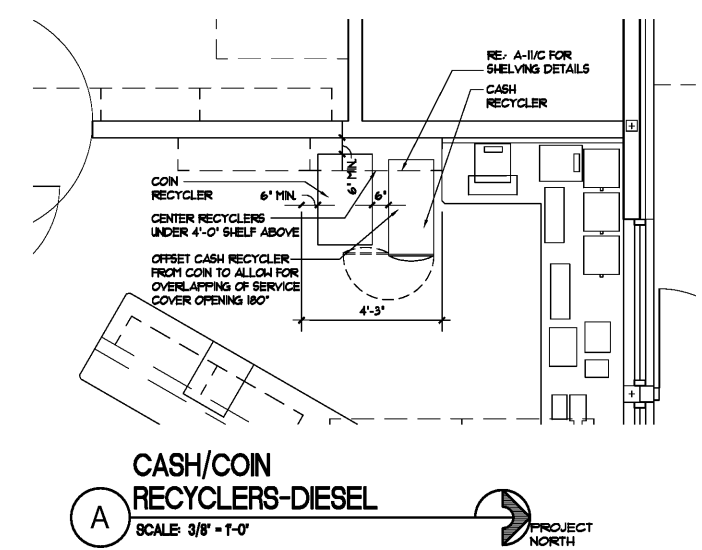 RE: A-11/C FOR
SHELVING DETAILS
CASH
RECYCLER
COIN
RECYCLER
6" MIN.
6" MIN.
6"
CENTER RECYCLERS
UNDER 4'-0" SHELF ABOVE
OFFSET CASH RECYCLER
FROM COIN TO ALLOW FOR
OVERLAPPING OF SERVICE
COVER OPENING 180°
4'-3"
CASH/COIN
RECYCLERS-DIESEL
A
SCALE: 3/8" = 1'-0"
PROJECT
NORTH